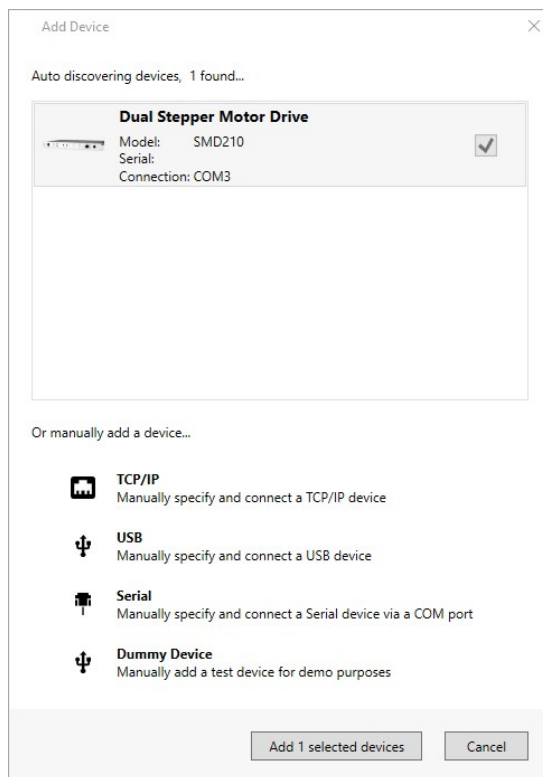 Add Device
Auto discovering devices, 1 found...
Dual Stepper Motor Drive
Model: SMD210
Serial:
Connection: COM3
Or manually add a device...
TCP/IP
Manually specify and connect a TCP/IP device
USB
Manually specify and connect a USB device
Serial
Manually specify and connect a Serial device via a COM port
Dummy Device
Manually add a test device for demo purposes
Add 1 selected devices
Cancel